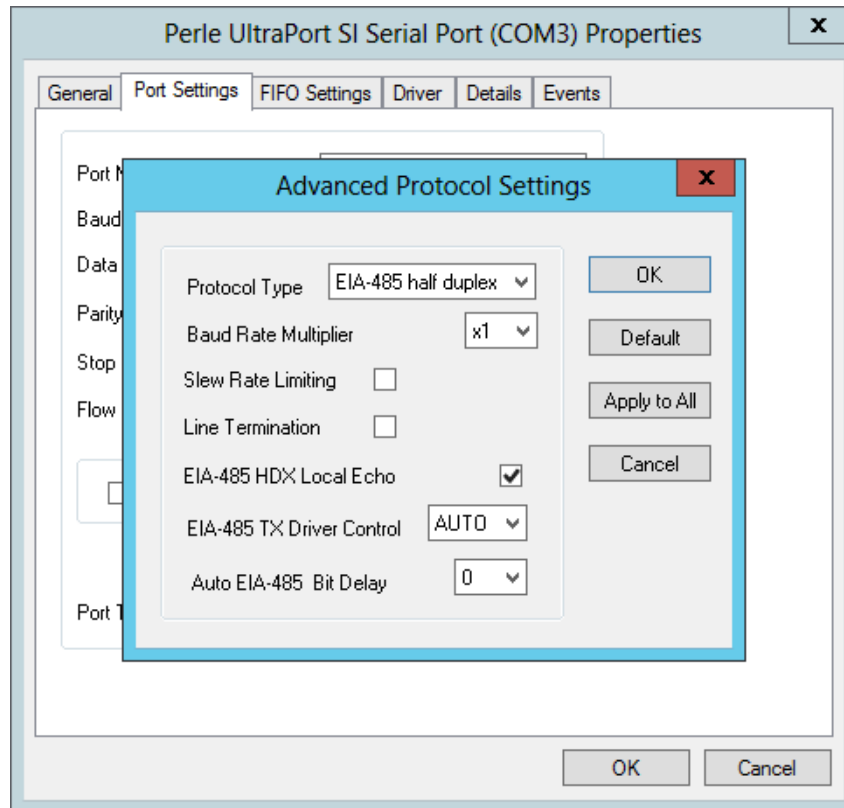 Perle UltraPort SI Serial Port (COM3) Properties x
General Port Settings FIFO Settings Driver Details Events
Advanced Protocol Settings x
Port
Baud
Data
Parity
Stop
Flow
Port
Protocol Type EIA-485 half duplex
Baud Rate Multiplier x1
Slew Rate Limiting
Line Termination
EIA-485 HDX Local Echo
EIA-485 TX Driver Control AUTO
Auto EIA-485 Bit Delay 0
OK
Default
Apply to All
Cancel
OK Cancel